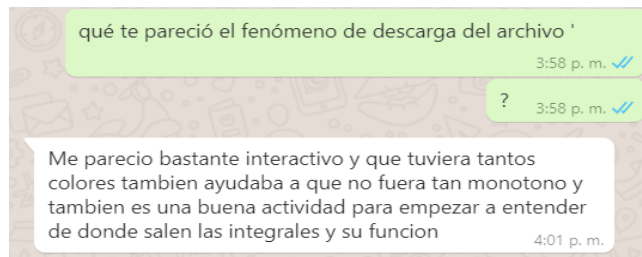 qué te pareció el fenómeno de descarga del archivo '
3:58 p. m.
?
3:58 p. m.
Me parecio bastante interactivo y que tuviera tantos
colores tambien ayudaba a que no fuera tan monotono y
tambien es una buena actividad para empezar a entender
de donde salen las integrales y su funcion
4:01 p. m.